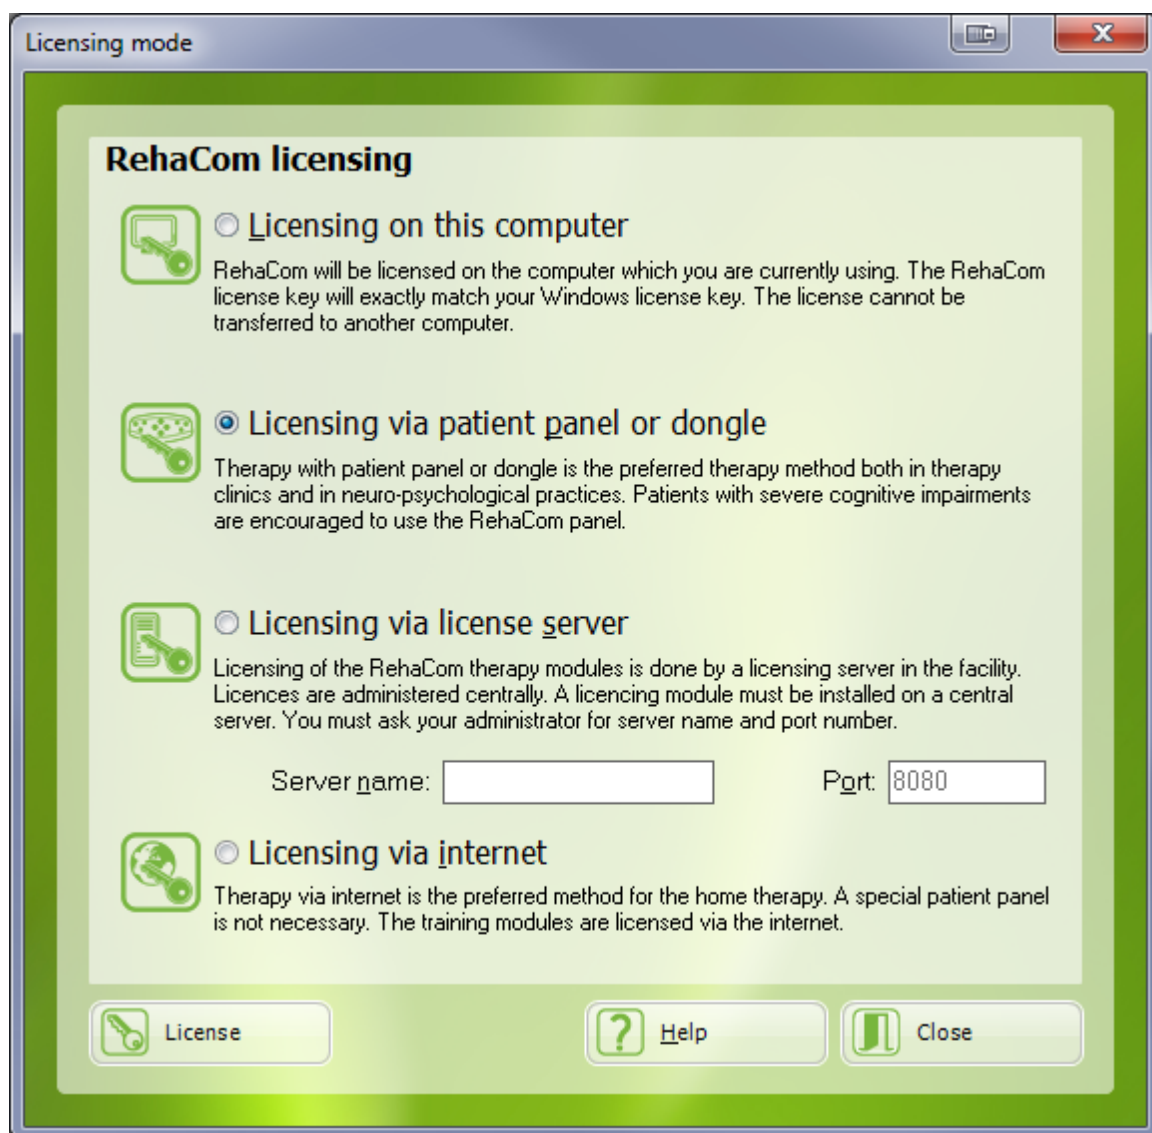 Licensing mode
RehaCom licensing
Licensing on this computer
RehaCom will be licensed on the computer which you are currently using. The RehaCom
license key will exactly match your Windows license key. The license cannot be
transferred to another computer.
Licensing via patient panel or dongle
Therapy with patient panel or dongle is the preferred therapy method both in therapy
clinics and in neuro-psychological practices. Patients with severe cognitive impairments
are encouraged to use the RehaCom panel.
Licensing via license server
Licensing of the RehaCom therapy modules is done by a licensing server in the facility.
Licences are administered centrally. A licencing module must be installed on a central
server. You must ask your administrator for server name and port number.
Server name: Port: 8080
Licensing via internet
Therapy via internet is the preferred method for the home therapy. A special patient panel
is not necessary. The training modules are licensed via the internet.
License ? Help Close